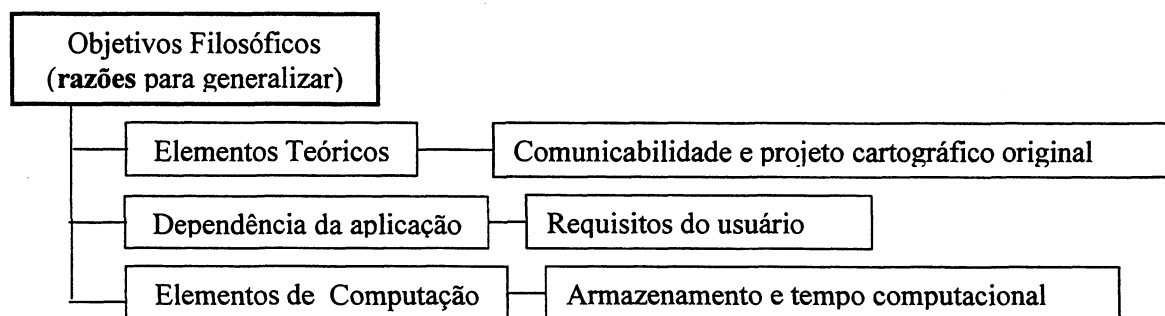 Objetivos Filosóficos
(razões para generalizar)
Elementos Teóricos
Comunicabilidade e projeto cartográfico original
Dependência da aplicação
Requisitos do usuário
Elementos de Computação
Armazenamento e tempo computacional